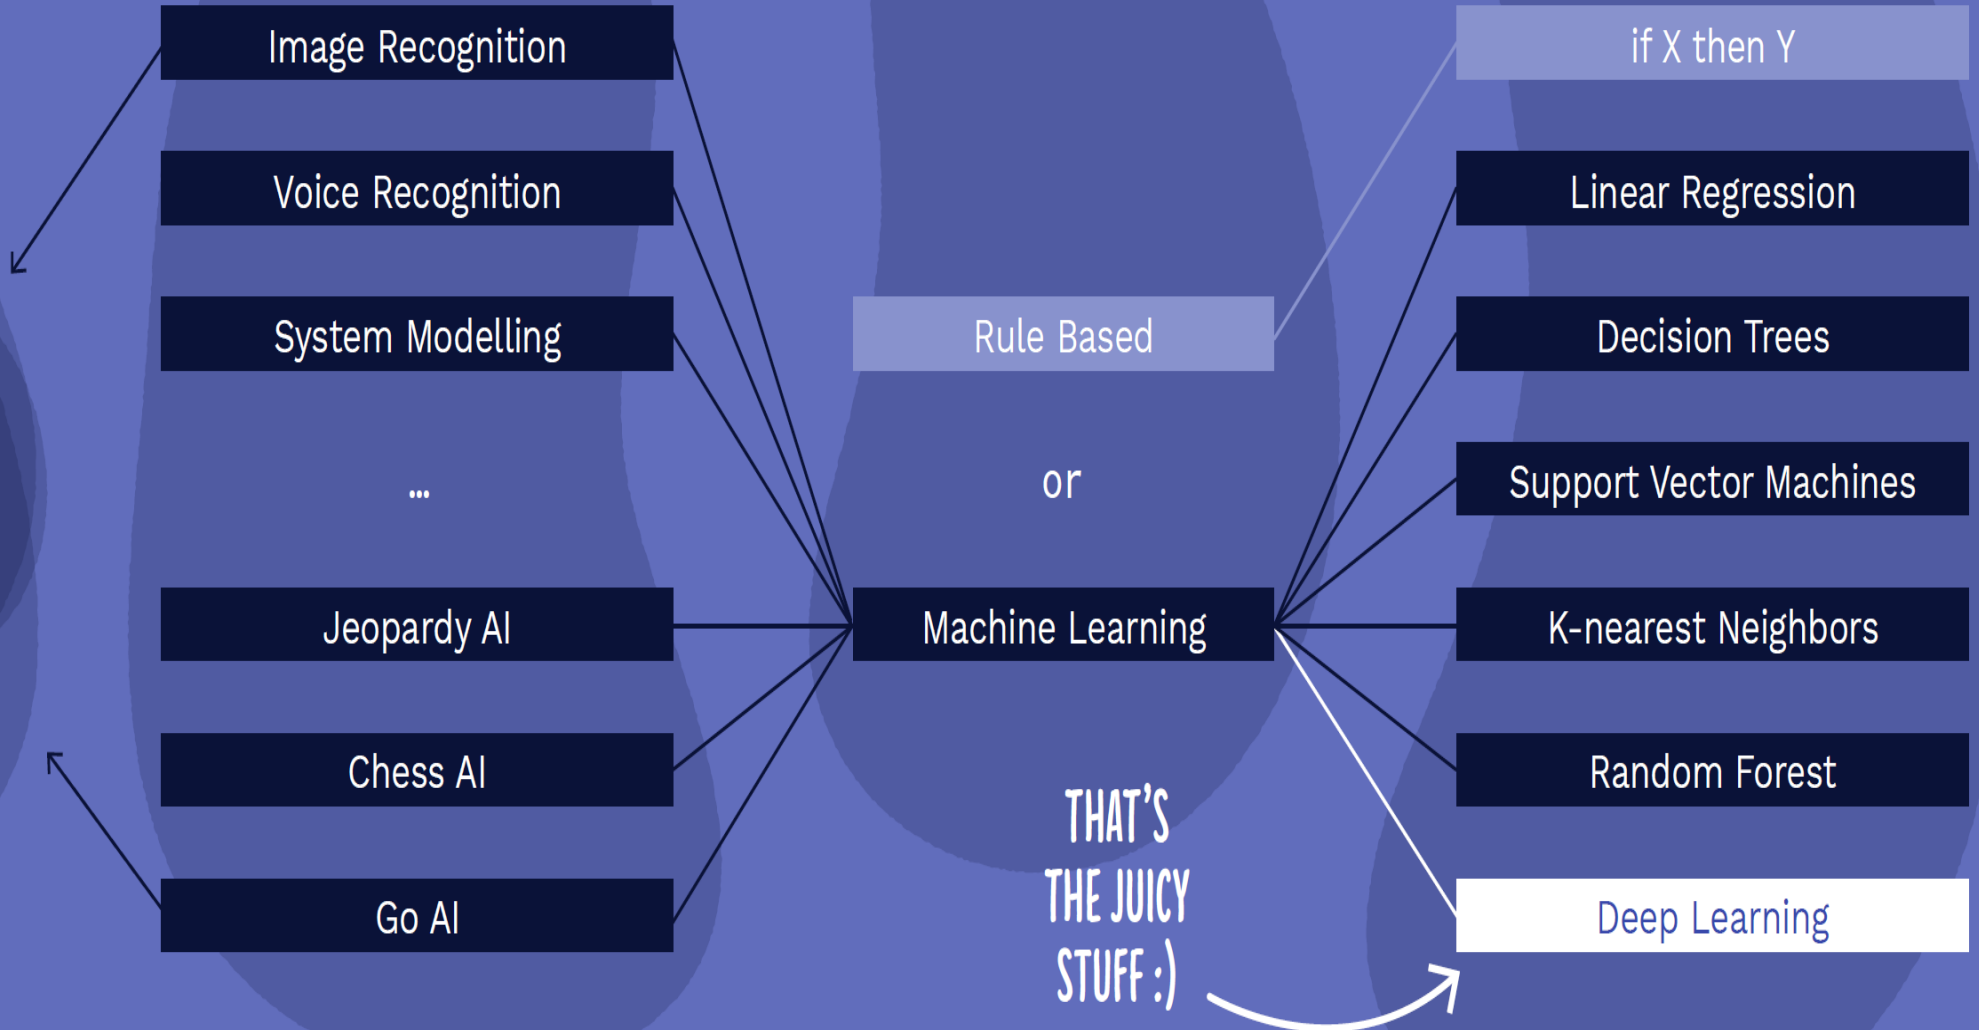 Image Recognition
Voice Recognition
System Modelling
...
Jeopardy AI
Chess AI
Go AI
Rule Based
or
Machine Learning
THAT'S
THE JUICY
STUFF :)
if X then Y
Linear Regression
Decision Trees
Support Vector Machines
K-nearest Neighbors
Random Forest
Deep Learning